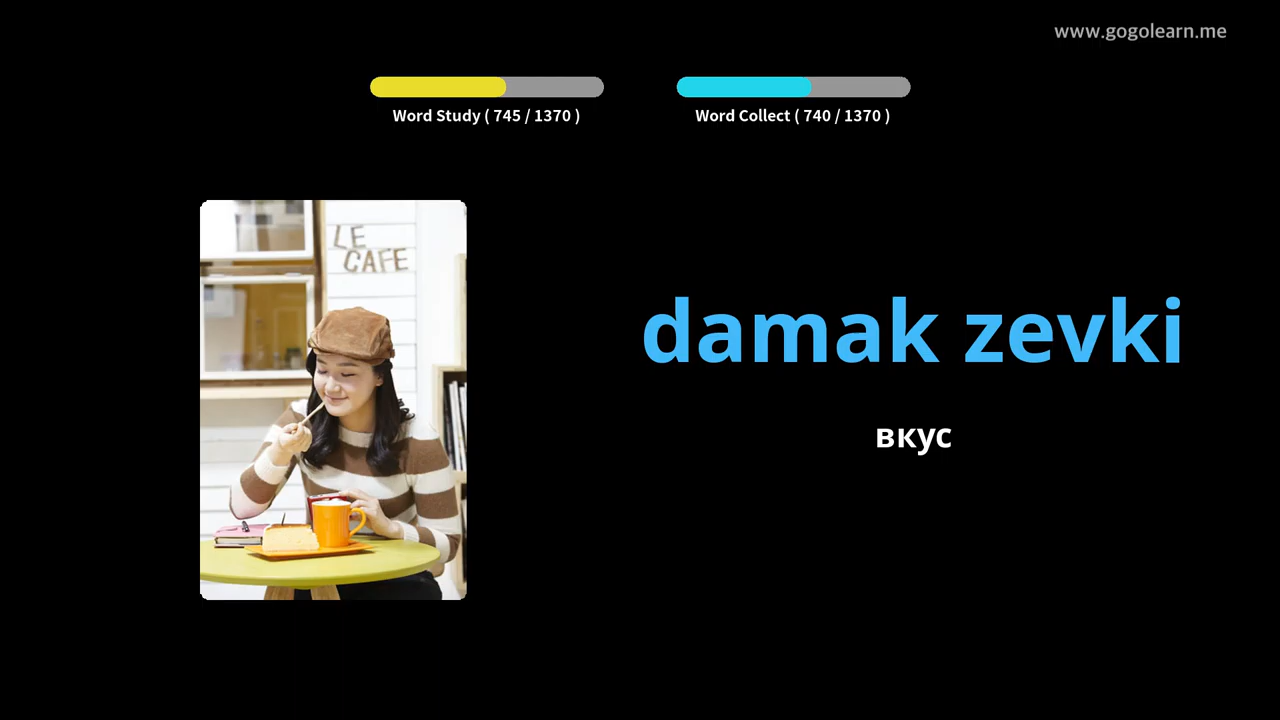 www.gogolearn.me
Word Study ( 745 / 1370 )
Word Collect ( 740 / 1370 )
LE
CAFE
damak zevki
вкус